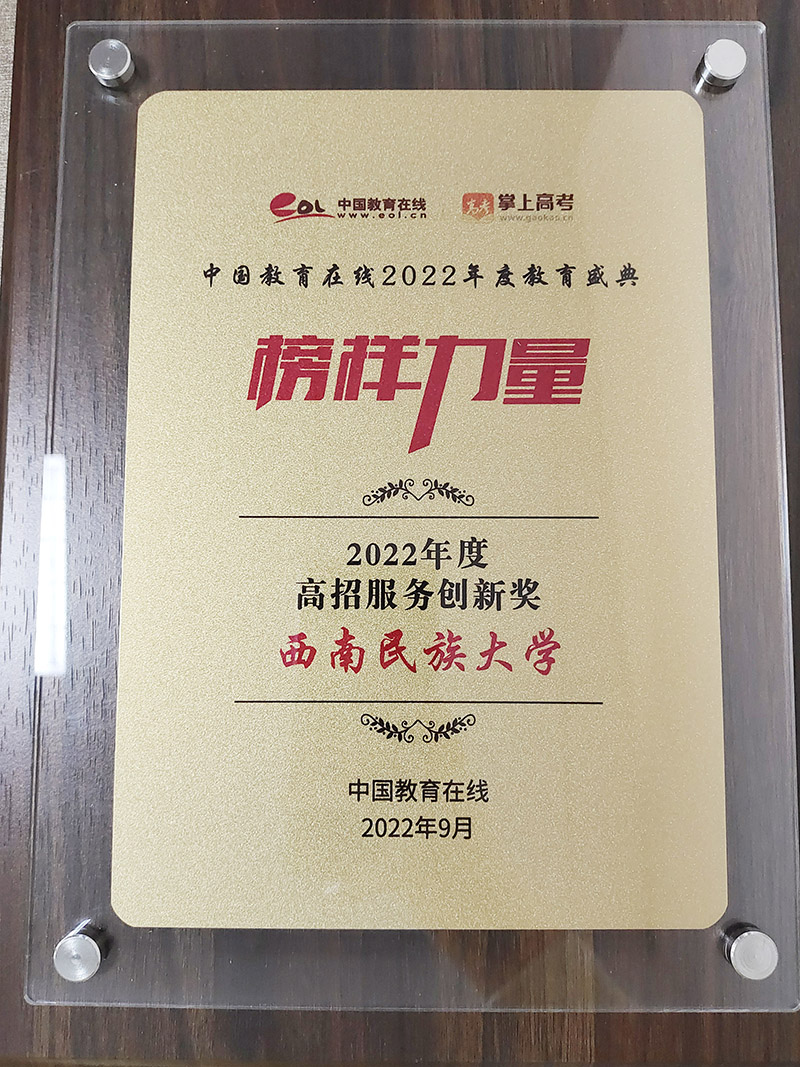 eol 中国教育在线 www.eol.cn
高考 掌上高考 www.gaokao.cn
中国教育在线2022年度教育盛典
榜样力量
2022年度
高招服务创新奖
西南民族大学
中国教育在线
2022年9月